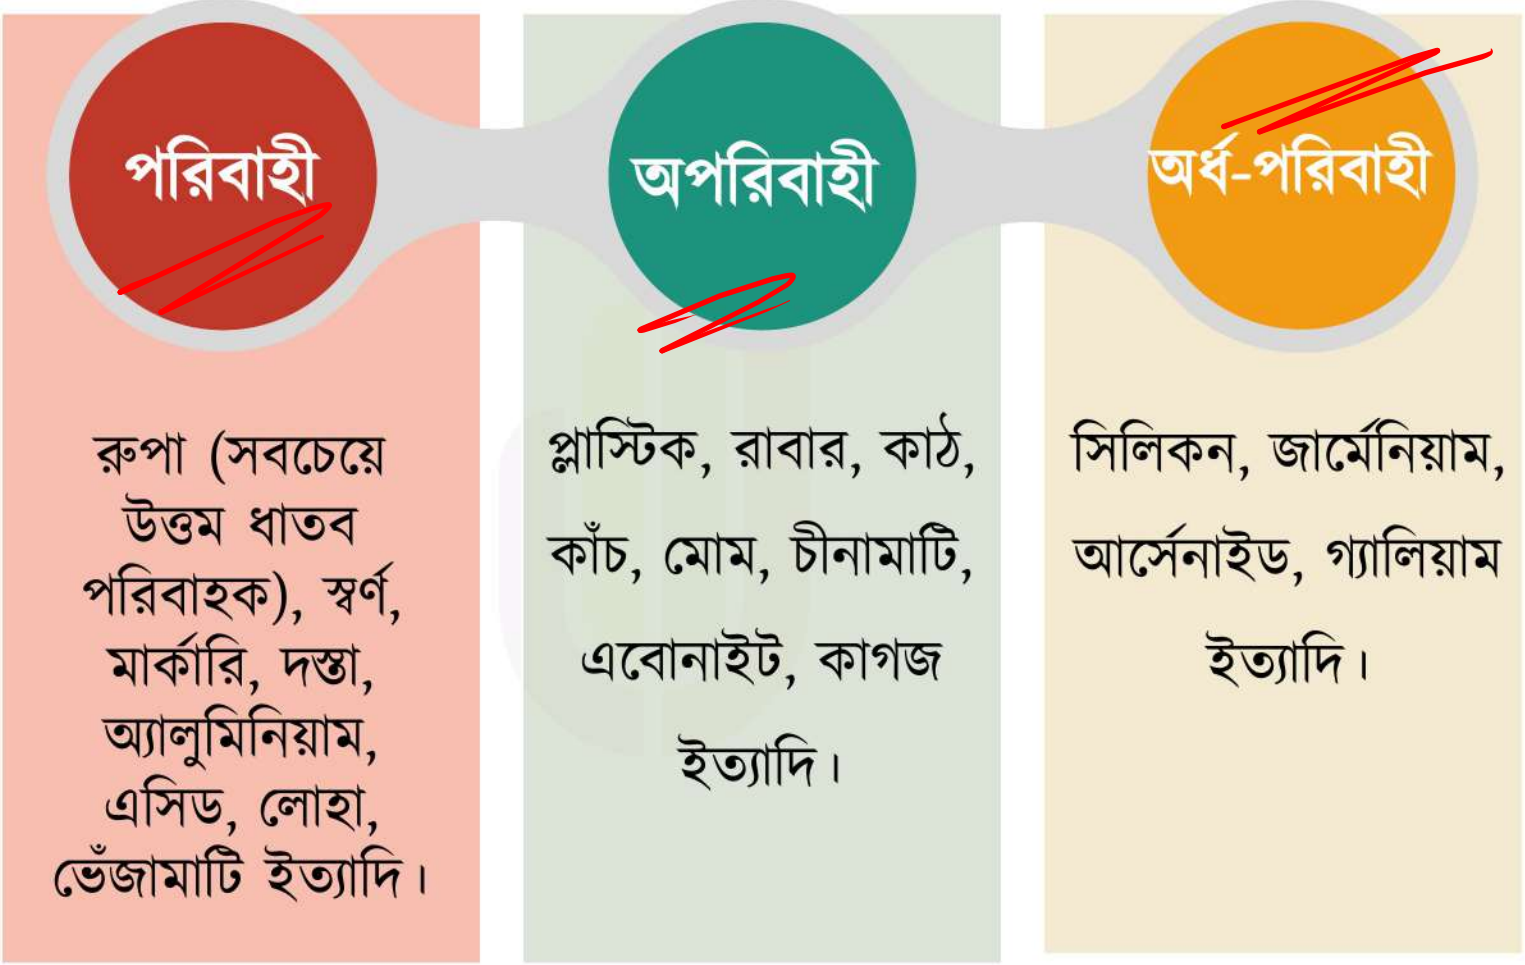 পরিবাহী
রুপা (সবচেয়ে
উত্তম ধাতব
পরিবাহক), স্বর্ণ,
মার্কারি, দস্তা,
অ্যালুমিনিয়াম,
এসিড, লোহা,
ভেঁজামাটি ইত্যাদি।
অপরিবাহী
প্লাস্টিক, রাবার, কাঠ,
কাঁচ, মোম, চীনামাটি,
এবোনাইট, কাগজ
ইত্যাদি।
অর্ধ-পরিবাহী
সিলিকন, জার্মেনিয়াম,
আর্সেনাইড, গ্যালিয়াম
ইত্যাদি।